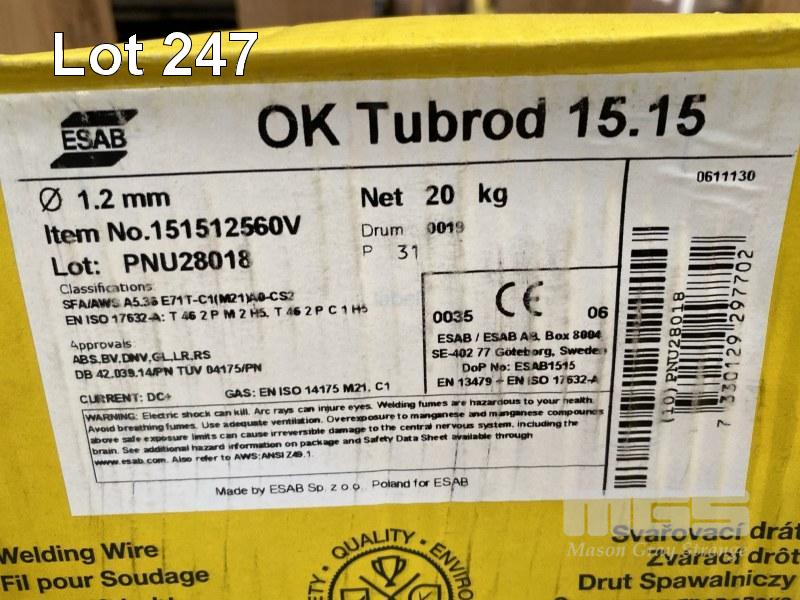 Lot 247
ESAB
OK Tubrod 15.15
Ø 1.2 mm
Item No.151512560V
Lot: PNU28018
Net 20 kg
Drum 0019
P 31
0611130
Classifications
SFA/AWS A5.36 E71T-C1(M21)A0-CS2
EN ISO 17632-A: T 46 2 P M 2 H5, T 46 2 P C 1 H5
Approvals
ABS,BV,DNV,GL,LR,RS
DB 42.039.14/PN TÜV 04175/PN
CURRENT: DC+
GAS: EN ISO 14175 M21, C1
0035 CE 06
ESAB / ESAB AB, Box 8004
SE-402 77 Göteborg, Sweden
DoP No: ESAB1515
EN 13479 - EN ISO 17632-A
WARNING: Electric shock can kill. Arc rays can injure eyes. Welding fumes are hazardous to your health.
Avoid breathing fumes. Use adequate ventilation. Overexposure to manganese and manganese compounds
above safe exposure limits can cause irreversible damage to the central nervous system, including the
brain. See additional hazard information on package and Safety Data Sheet available through
www.esab.com. Also refer to AWS:ANSI Z49.1.
Made by ESAB Sp. z o.o. Poland for ESAB
(10)PNU28018
7 330129 297702
MGS
Mason Gray Strange
Welding Wire
Fil pour Soudage
QUALITY
Svařovací drát
Zvárací drôt
Drut Spawalniczy